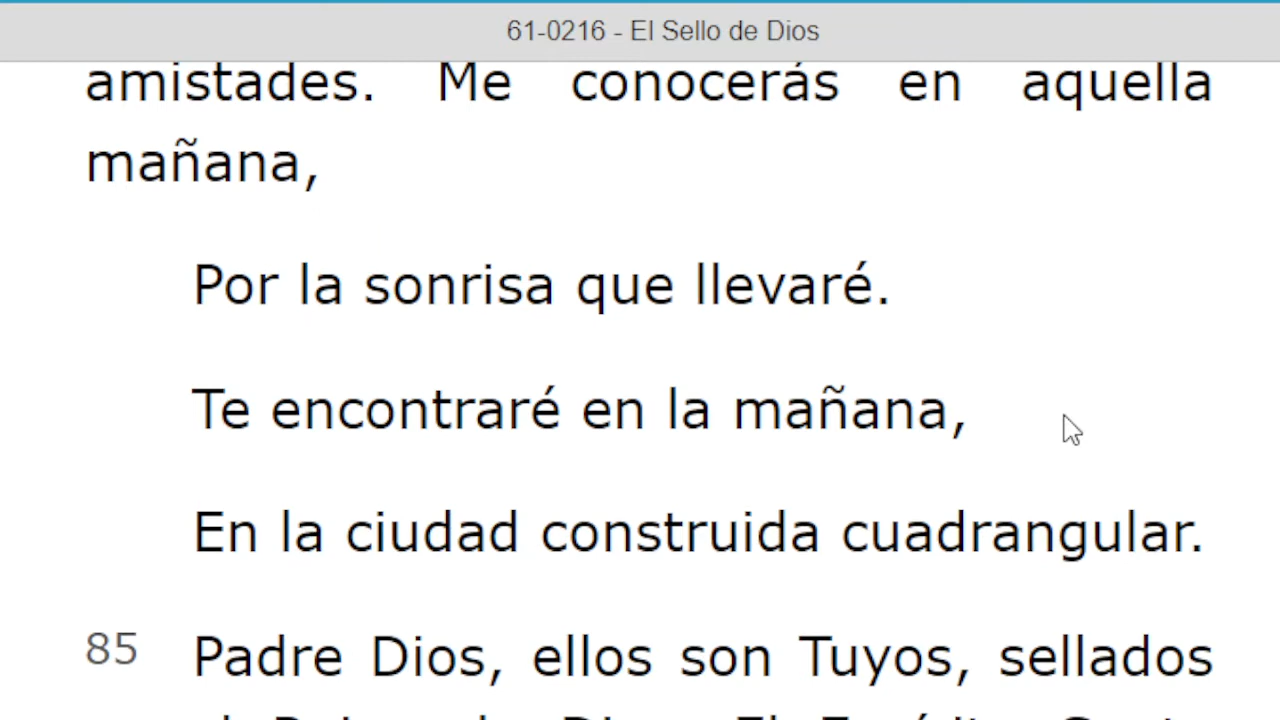 61-0216 - El Sello de Dios
amistades. Me conocerás en aquella
mañana,
Por la sonrisa que llevaré.
Te encontraré en la mañana,
En la ciudad construida cuadrangular.
85 Padre Dios, ellos son Tuyos, sellados